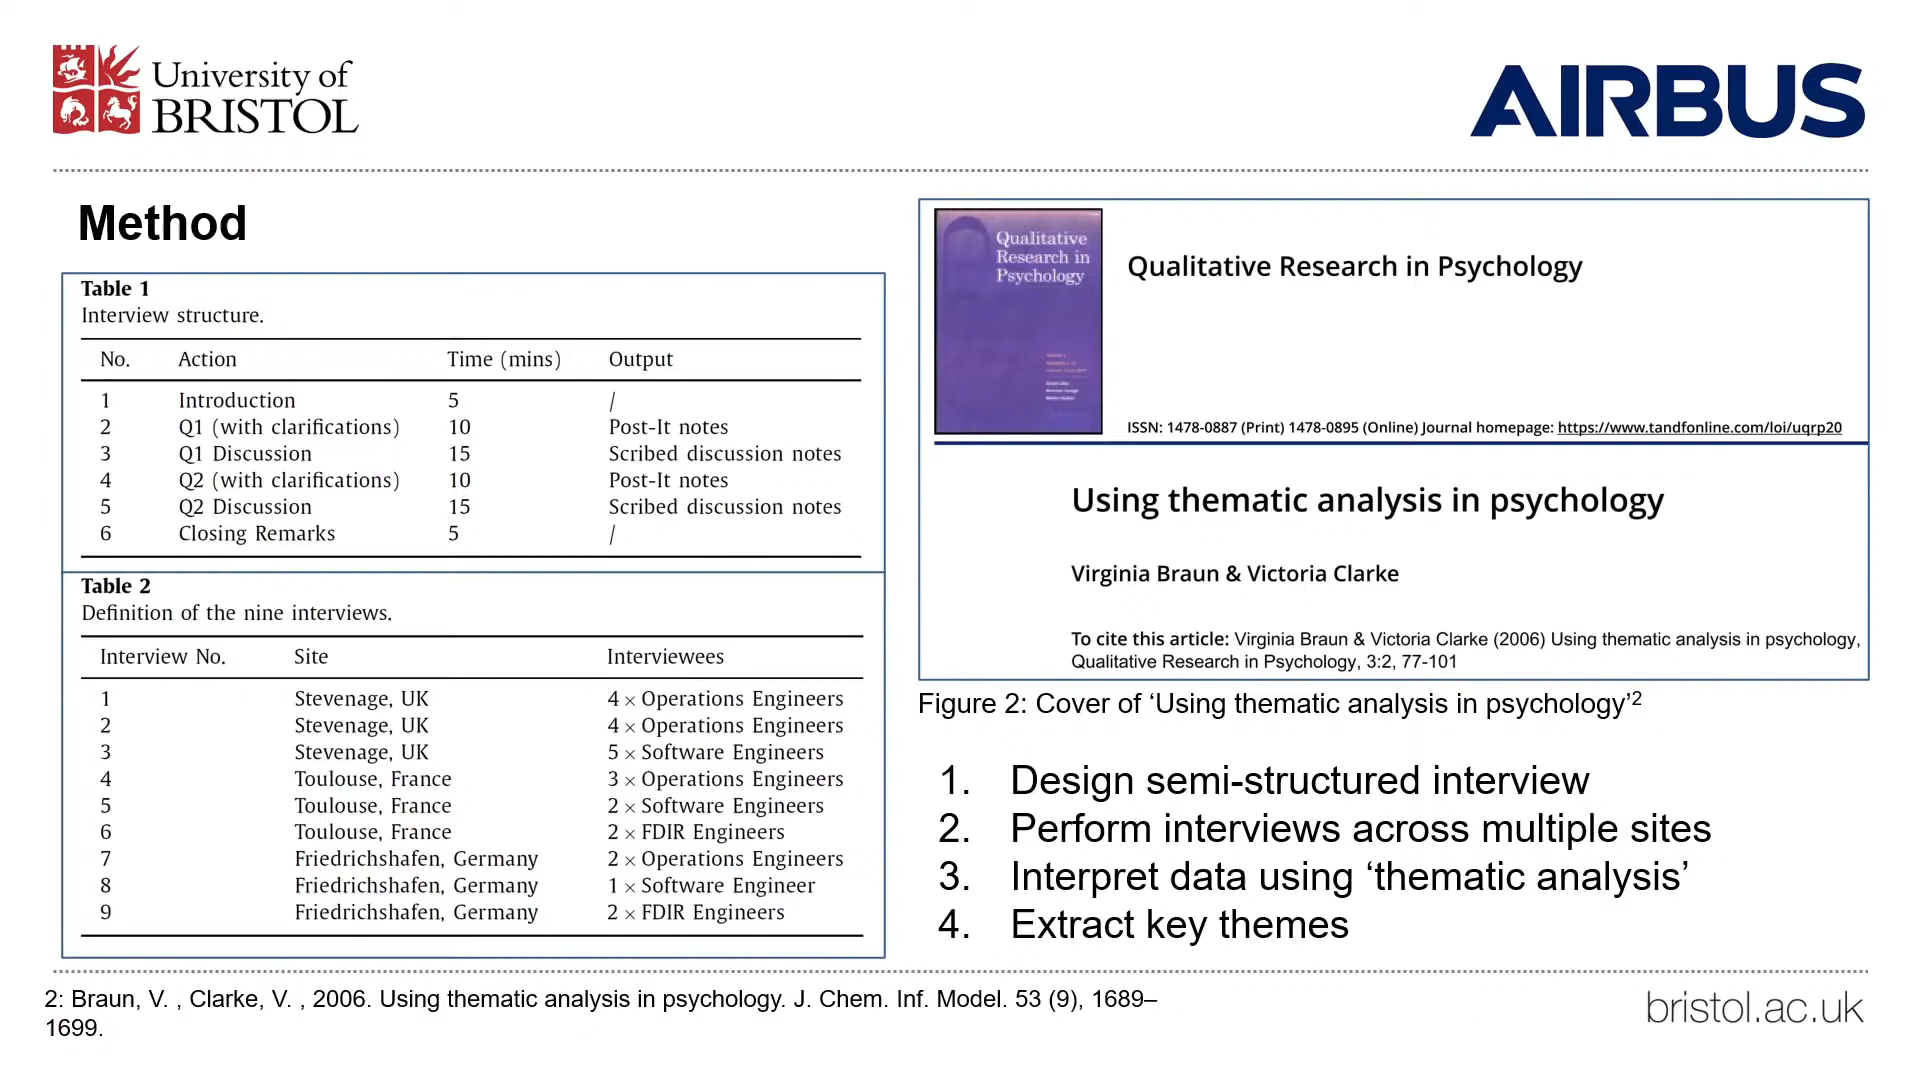 University of
BRISTOL
AIRBUS
Method
Table 1
Interview structure.
No. Action Time (mins) Output
1 Introduction 5 /
2 Q1 (with clarifications) 10 Post-It notes
3 Q1 Discussion 15 Scribed discussion notes
4 Q2 (with clarifications) 10 Post-It notes
5 Q2 Discussion 15 Scribed discussion notes
6 Closing Remarks 5 /
Table 2
Definition of the nine interviews.
Interview No. Site Interviewees
1 Stevenage, UK 4 × Operations Engineers
2 Stevenage, UK 4 × Operations Engineers
3 Stevenage, UK 5 × Software Engineers
4 Toulouse, France 3 × Operations Engineers
5 Toulouse, France 2 × Software Engineers
6 Toulouse, France 2 × FDIR Engineers
7 Friedrichshafen, Germany 2 × Operations Engineers
8 Friedrichshafen, Germany 1 × Software Engineer
9 Friedrichshafen, Germany 2 × FDIR Engineers
Qualitative
Research in
Psychology
Qualitative Research in Psychology
ISSN: 1478-0887 (Print) 1478-0895 (Online) Journal homepage: https://www.tandfonline.com/loi/uqrp20
Using thematic analysis in psychology
Virginia Braun & Victoria Clarke
To cite this article: Virginia Braun & Victoria Clarke (2006) Using thematic analysis in psychology,
Qualitative Research in Psychology, 3:2, 77-101
Figure 2: Cover of ‘Using thematic analysis in psychology’2
1. Design semi-structured interview
2. Perform interviews across multiple sites
3. Interpret data using ‘thematic analysis’
4. Extract key themes
2: Braun, V. , Clarke, V. , 2006. Using thematic analysis in psychology. J. Chem. Inf. Model. 53 (9), 1689–
1699.
bristol.ac.uk